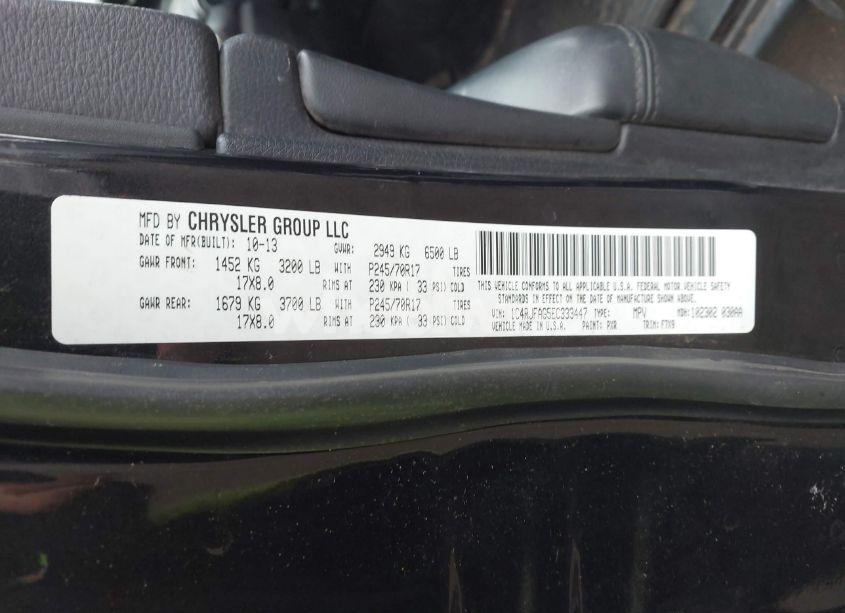 MFD BY CHRYSLER GROUP LLC
DATE OF MFR(BUILT): 10-13 GVWR: 2949 KG 6500 LB
GAWR FRONT: 1452 KG 3200 LB WITH P245/70R17 TIRES
17X8.0 RIMS AT 230 KPA ( 33 PSI) COLD
GAWR REAR: 1679 KG 3700 LB WITH P245/70R17 TIRES
17X8.0 RIMS AT 230 KPA ( 33 PSI) COLD
THIS VEHICLE CONFORMS TO ALL APPLICABLE U.S.A. FEDERAL MOTOR VEHICLE SAFETY
STANDARDS IN EFFECT ON THE DATE OF MANUFACTURE SHOWN ABOVE.
VIN: 1C4RJFAG5EC333447 TYPE: MPV MDH: 102302 030AA
VEHICLE MADE IN U.S.A. PAINT: PXR TRIM: F7X9